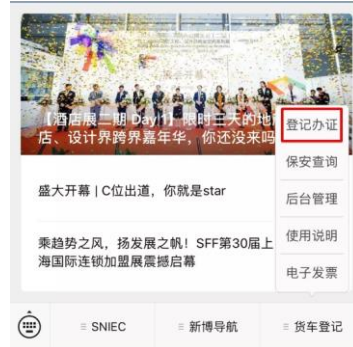 【酒店展二期 Day1】限时三天的地
店、设计界跨界嘉年华，你还没来吗
登记办证
保安查询
盛大开幕 | C位出道，你就是star
后台管理
乘趋势之风，扬发展之帆！SFF第30届上
海国际连锁加盟展震撼启幕
使用说明
电子发票
SNIEC
新博导航
货车登记